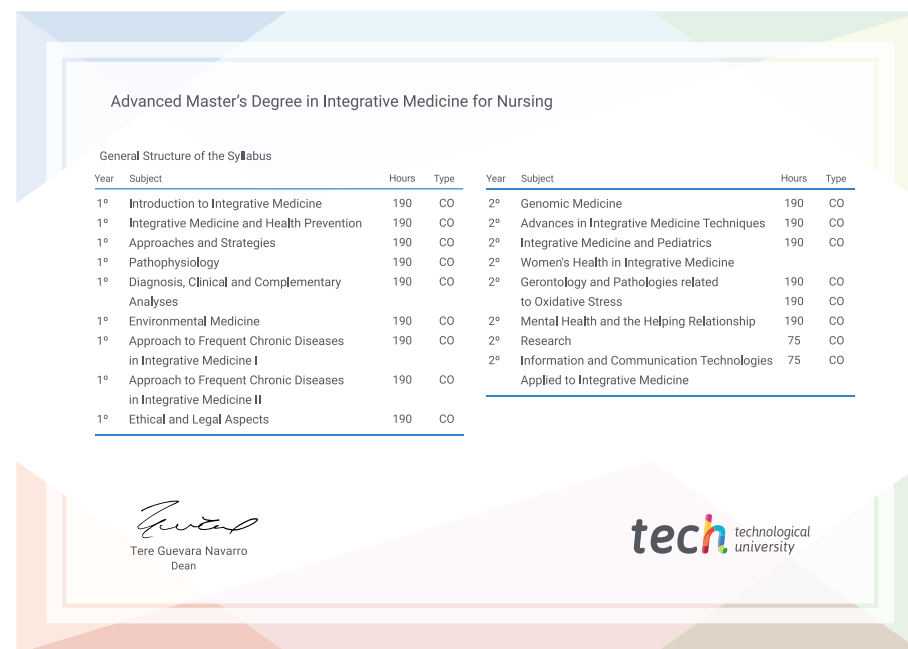 Advanced Master's Degree in Integrative Medicine for Nursing
General Structure of the Syllabus
Year Subject Hours Type
1º Introduction to Integrative Medicine 190 CO
1º Integrative Medicine and Health Prevention 190 CO
1º Approaches and Strategies 190 CO
1º Pathophysiology 190 CO
1º Diagnosis, Clinical and Complementary 190 CO
Analyses
1º Environmental Medicine 190 CO
1º Approach to Frequent Chronic Diseases 190 CO
in Integrative Medicine I
1º Approach to Frequent Chronic Diseases 190 CO
in Integrative Medicine II
1º Ethical and Legal Aspects 190 CO
Year Subject Hours Type
2º Genomic Medicine 190 CO
2º Advances in Integrative Medicine Techniques 190 CO
2º Integrative Medicine and Pediatrics 190 CO
2º Women's Health in Integrative Medicine
2º Gerontology and Pathologies related 190 CO
to Oxidative Stress 190 CO
2º Mental Health and the Helping Relationship 190 CO
2º Research 75 CO
2º Information and Communication Technologies 75 CO
Applied to Integrative Medicine
Tere Guevara Navarro
Dean
tech technological
university